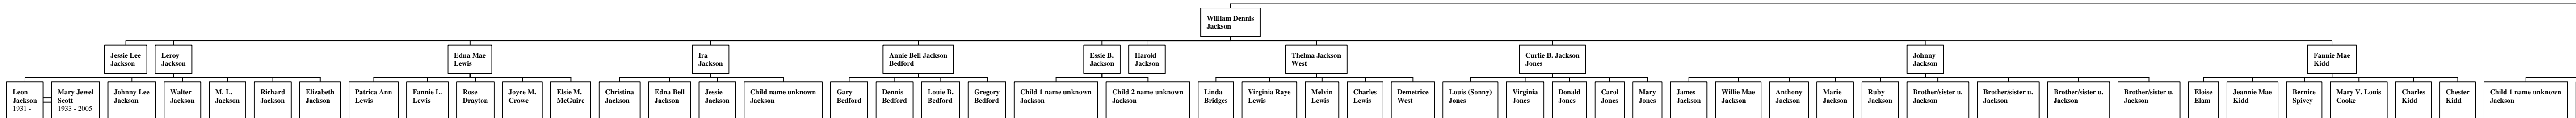 William Dennis
Jackson
Jessie Lee
Jackson
Leroy
Jackson
Edna Mae
Lewis
Ira
Jackson
Annie Bell Jackson
Bedford
Essie B.
Jackson
Harold
Jackson
Thelma Jackson
West
Curlie B. Jackson
Jones
Johnny
Jackson
Fannie Mae
Kidd
Leon
Jackson
1931 -
Mary Jewel
Scott
1933 - 2005
Johnny Lee
Jackson
Walter
Jackson
M. L.
Jackson
Richard
Jackson
Elizabeth
Jackson
Patrica Ann
Lewis
Fannie L.
Lewis
Rose
Drayton
Joyce M.
Crowe
Elsie M.
McGuire
Christina
Jackson
Edna Bell
Jackson
Jessie
Jackson
Child name unknown
Jackson
Gary
Bedford
Dennis
Bedford
Louie B.
Bedford
Gregory
Bedford
Child 1 name unknown
Jackson
Child 2 name unknown
Jackson
Linda
Bridges
Virginia Raye
Lewis
Melvin
Lewis
Charles
Lewis
Demetrice
West
Louis (Sonny)
Jones
Virginia
Jones
Donald
Jones
Carol
Jones
Mary
Jones
James
Jackson
Willie Mae
Jackson
Anthony
Jackson
Marie
Jackson
Ruby
Jackson
Brother/sister u.
Jackson
Brother/sister u.
Jackson
Brother/sister u.
Jackson
Brother/sister u.
Jackson
Eloise
Elam
Jeannie Mae
Kidd
Bernice
Spivey
Mary V. Louis
Cooke
Charles
Kidd
Chester
Kidd
Child 1 name unknown
Jackson